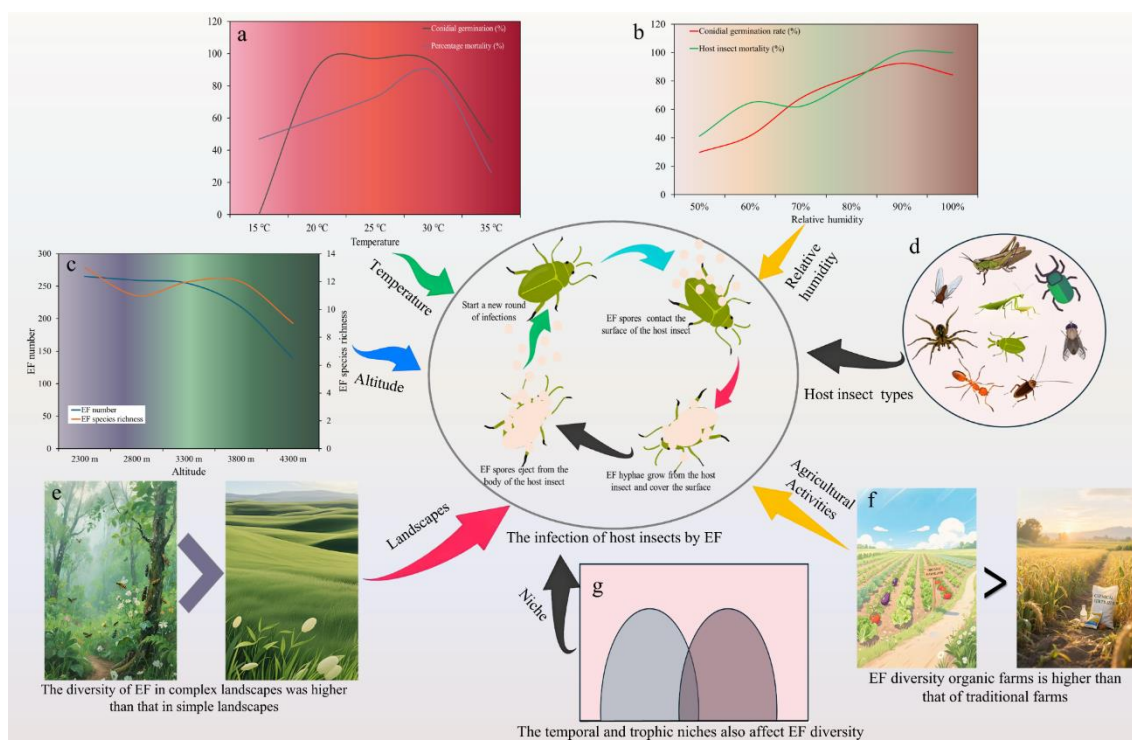 a
Conidial germination (%)
Percentage mortality (%)
120
100
80
60
40
20
0
15 °C
20 °C
25 °C
30 °C
35 °C
Temperature
b
Conidial germination rate (%)
Host insect mortality (%)
120
100
80
60
40
20
0
50%
60%
70%
80%
90%
100%
Relative humidity
c
300
250
200
150
100
50
0
EF number
14
12
10
8
6
4
2
0
EF species richness
EF number
EF species richness
2300 m
2800 m
3300 m
3800 m
4300 m
Altitude
Temperature
Altitude
Relative
humidity
d
Host insect types
Start a new round
of infections
EF spores contact the
surface of the host insect
EF spores eject from the
body of the host insect
EF hyphae grow from the host
insect and cover the surface
The infection of host insects by EF
e
Landscapes
The diversity of EF in complex landscapes was higher
than that in simple landscapes
Niche
g
The temporal and trophic niches also affect EF diversity
Agricultural
Activities
f
>
EF diversity organic farms is higher than
that of traditional farms